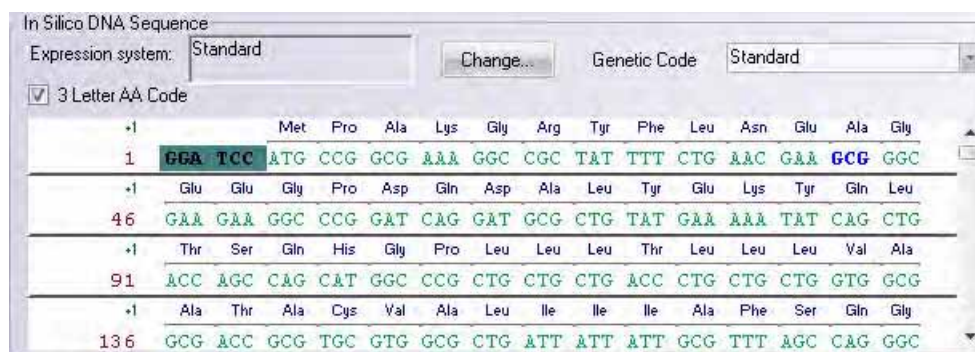 In Silico DNA Sequence
Expression system: Standard Change... Genetic Code Standard
3 Letter AA Code
+1 Met Pro Ala Lys Gly Arg Tyr Phe Leu Asn Glu Ala Gly
1 GGA TCC ATG CCG GCG AAA GGC CGC TAT TTT CTG AAC GAA GCG GGC
+1 Glu Glu Gly Pro Asp Gln Asp Ala Leu Tyr Glu Lys Tyr Gln Leu
46 GAA GAA GGC CCG GAT CAG GAT GCG CTG TAT GAA AAA TAT CAG CTG
+1 Thr Ser Gln His Gly Pro Leu Leu Leu Thr Leu Leu Leu Val Ala
91 ACC AGC CAG CAT GGC CCG CTG CTG CTG ACC CTG CTG CTG GTG GCG
+1 Ala Thr Ala Cys Val Ala Leu Ile Ile Ile Ala Phe Ser Gln Gly
136 GCG ACC GCG TGC GTG GCG CTG ATT ATT ATT GCG TTT AGC CAG GGC